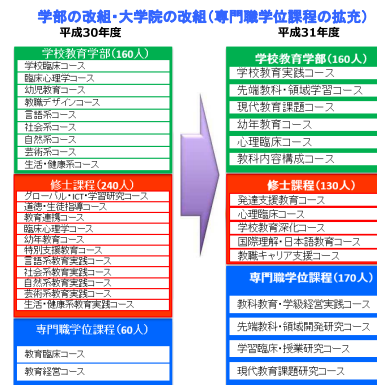 学部の改組・大学院の改組（専門職学位課程の拡充）
平成30年度
学校教育学部(160人)
学校臨床コース
臨床心理学コース
幼児教育コース
教職デザインコース
言語系コース
社会系コース
自然系コース
芸術系コース
生活・健康系コース
修士課程(240人)
グローバル・ICT・学習研究コース
道徳・生徒指導コース
教育連携コース
臨床心理学コース
幼年教育コース
特別支援教育コース
言語系教育実践コース
社会系教育実践コース
自然系教育実践コース
芸術系教育実践コース
生活・健康系教育実践コース
専門職学位課程(60人)
教育臨床コース
教育経営コース
平成31年度
学校教育学部(160人)
学校教育実践コース
先端教科・領域学習コース
現代教育課題コース
幼年教育コース
心理臨床コース
教科内容構成コース
修士課程(130人)
発達支援教育コース
心理臨床コース
学校教育深化コース
国際理解・日本語教育コース
教職キャリア支援コース
専門職学位課程(170人)
教科教育・学級経営実践コース
先端教科・領域開発研究コース
学習臨床・授業研究コース
現代教育課題研究コース